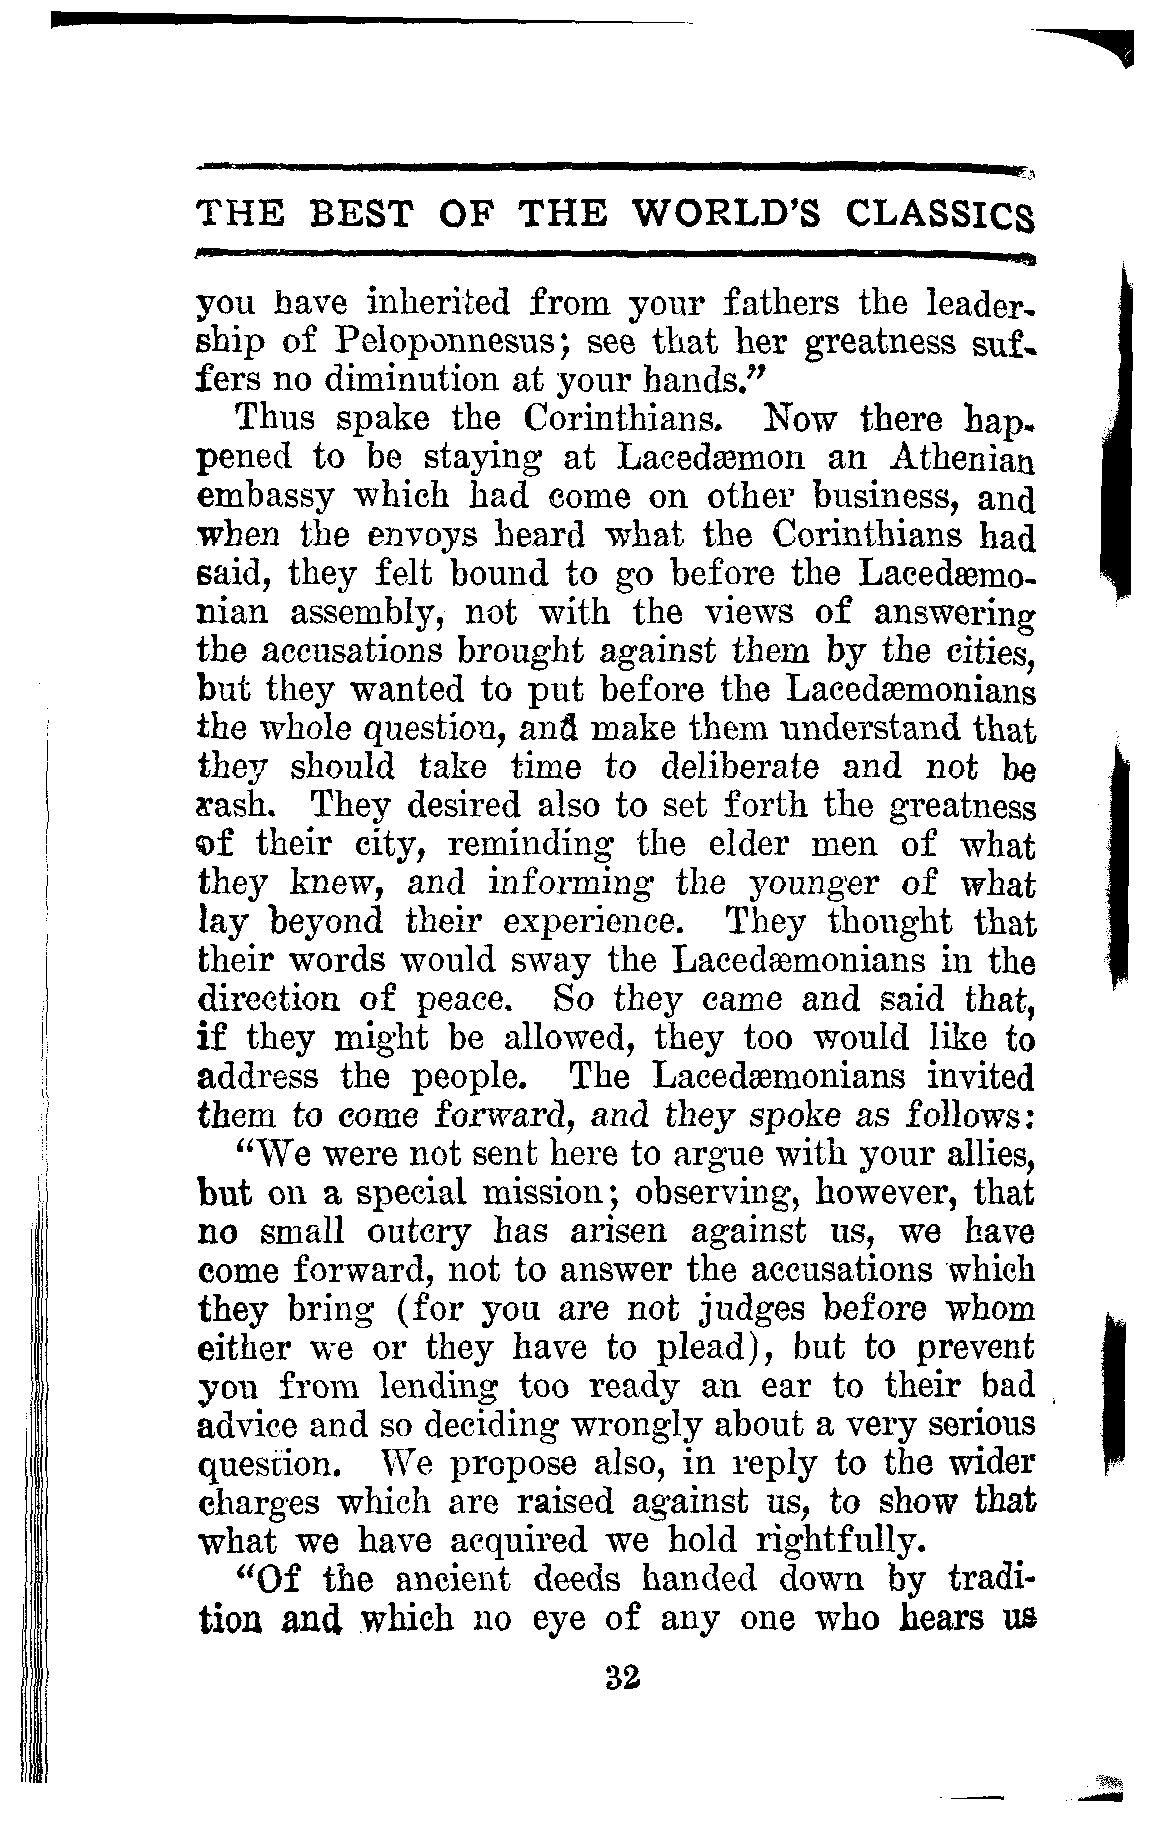 THE BEST OF THE WORLD'S CLASSICS
you have inherited from your fathers the leader-
ship of Peloponnesus; see that her greatness suf-
fers no diminution at your hands."
Thus spake the Corinthians. Now there hap-
pened to be staying at Lacedæmon an Athenian
embassy which had come on other business, and
when the envoys heard what the Corinthians had
said, they felt bound to go before the Lacedæmo-
nian assembly, not with the views of answering
the accusations brought against them by the cities,
but they wanted to put before the Lacedæmonians
the whole question, and make them understand that
they should take time to deliberate and not be
rash. They desired also to set forth the greatness
of their city, reminding the elder men of what
they knew, and informing the younger of what
lay beyond their experience. They thought that
their words would sway the Lacedæmonians in the
direction of peace. So they came and said that,
if they might be allowed, they too would like to
address the people. The Lacedæmonians invited
them to come forward, and they spoke as follows:
"We were not sent here to argue with your allies,
but on a special mission; observing, however, that
no small outcry has arisen against us, we have
come forward, not to answer the accusations which
they bring (for you are not judges before whom
either we or they have to plead), but to prevent
you from lending too ready an ear to their bad
advice and so deciding wrongly about a very serious
question. We propose also, in reply to the wider
charges which are raised against us, to show that
what we have acquired we hold rightfully.
"Of the ancient deeds handed down by tradi-
tion and which no eye of any one who hears us
32